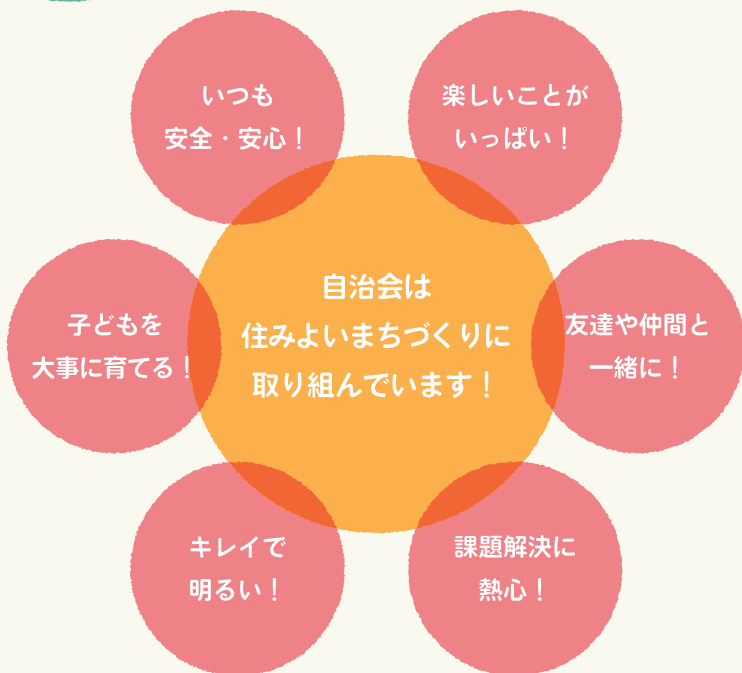 いつも
安全・安心！
楽しいことが
いっぱい！
自治会は
住みよいまちづくりに
取り組んでいます！
子どもを
大事に育てる！
友達や仲間と
一緒に！
キレイで
明るい！
課題解決に
熱心！